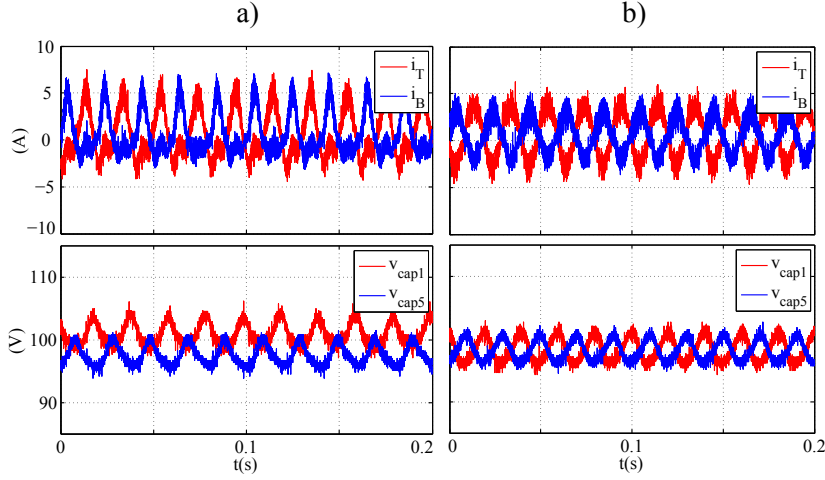 a)
b)
10
5
0
−5
−10
(A)
i_T
i_B
i_T
i_B
110
100
90
(V)
v_cap1
v_cap5
v_cap1
v_cap5
0
0.1
0.2
t(s)
0
0.1
0.2
t(s)